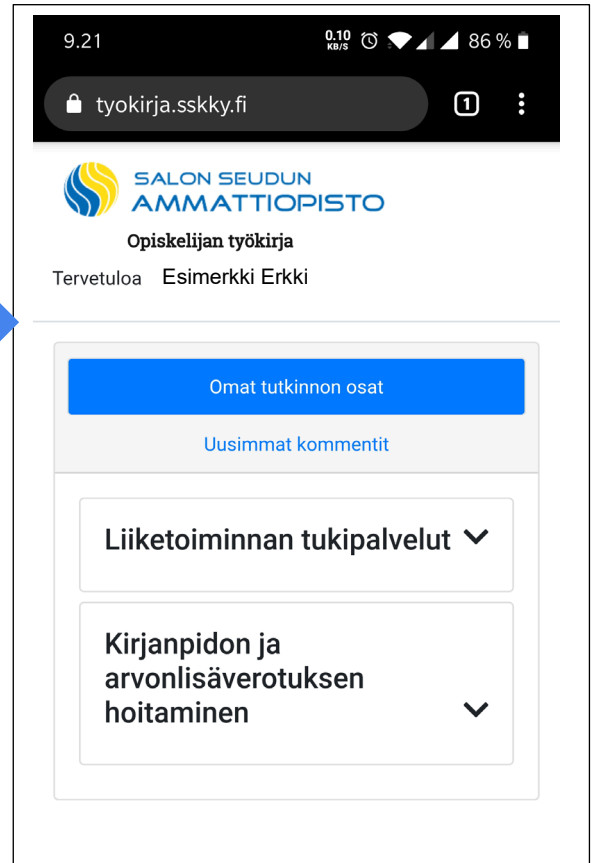 9.21 0.10 KB/S 86 %
tyokirja.sskky.fi 1
SALON SEUDUN
AMMATTIOPISTO
Opiskelijan työkirja
Tervetuloa Esimerkki Erkki
Omat tutkinnon osat
Uusimmat kommentit
Liiketoiminnan tukipalvelut
Kirjanpidon ja
arvonlisäverotuksen
hoitaminen